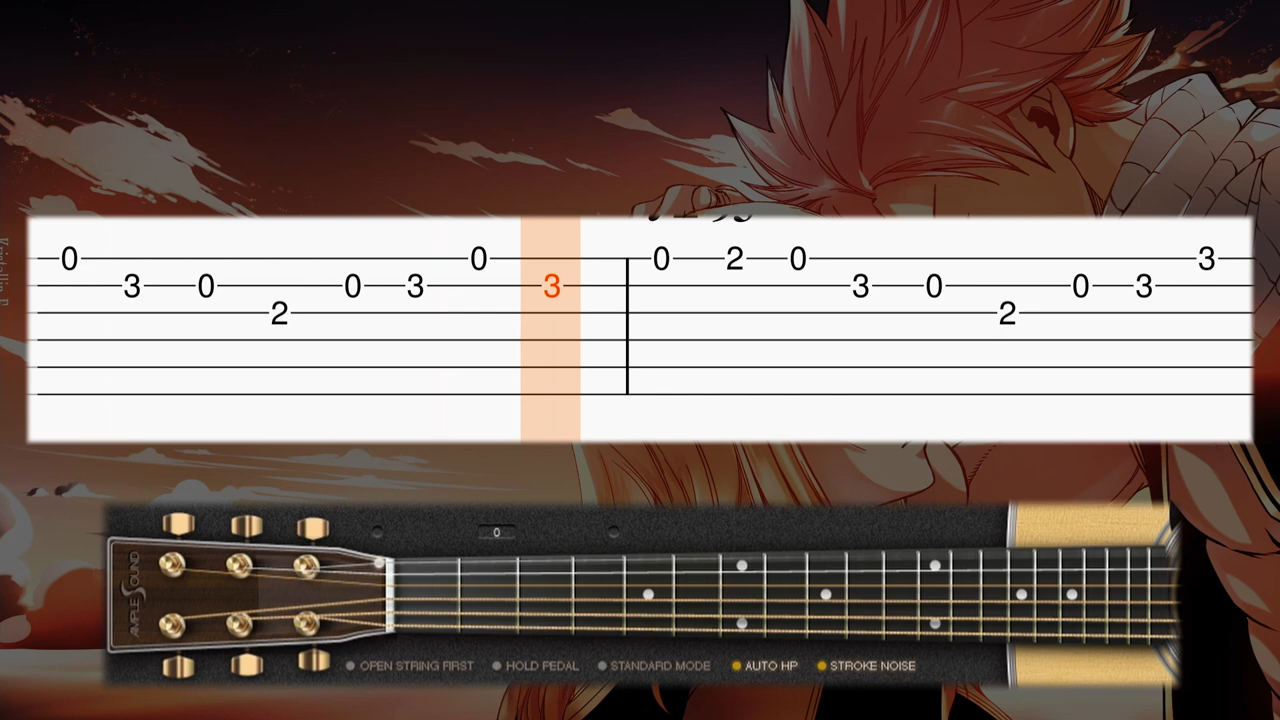 0 0 0 2 0 3
3 0 0 3 3 3 0 0 3
2 2
0
AMPLE SOUND
OPEN STRING FIRST HOLD PEDAL STANDARD MODE AUTO HP STROKE NOISE